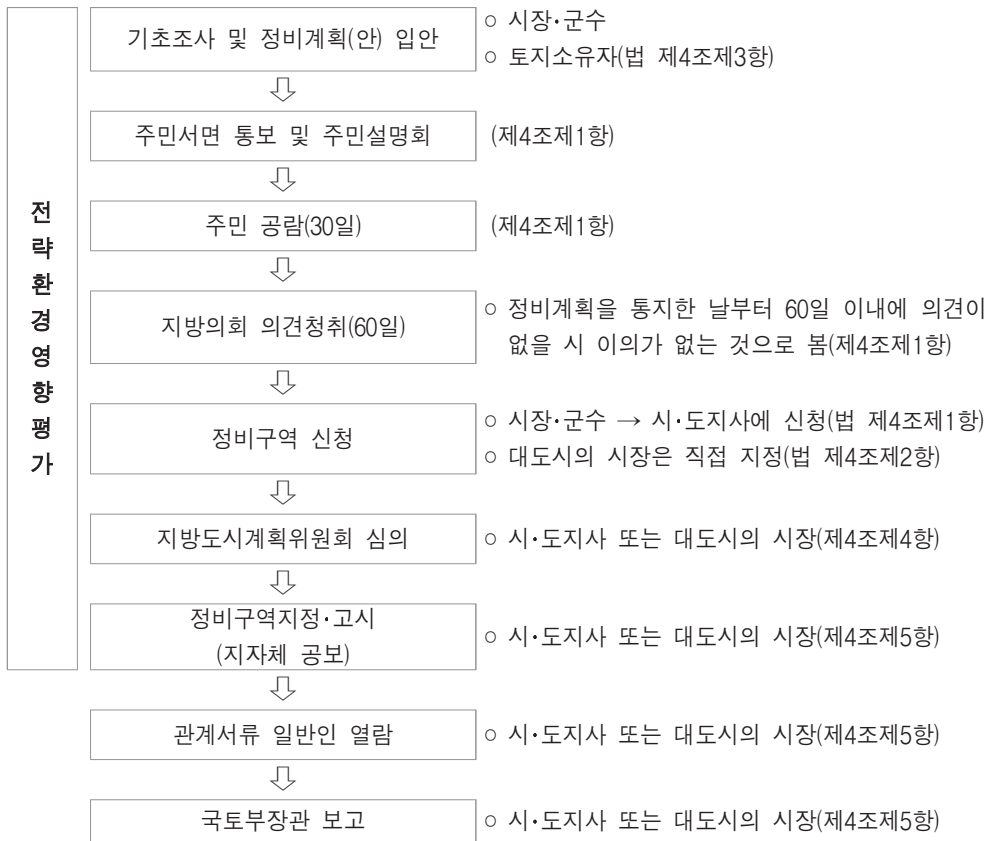 전략환경영향평가
기초조사 및 정비계획(안) 입안
○ 시장·군수
○ 토지소유자(법 제4조제3항)
주민서면 통보 및 주민설명회
(제4조제1항)
주민 공람(30일)
(제4조제1항)
지방의회 의견청취(60일)
○ 정비계획을 통지한 날부터 60일 이내에 의견이
없을 시 이의가 없는 것으로 봄(제4조제1항)
정비구역 신청
○ 시장·군수 → 시·도지사에 신청(법 제4조제1항)
○ 대도시의 시장은 직접 지정(법 제4조제2항)
지방도시계획위원회 심의
○ 시·도지사 또는 대도시의 시장(제4조제4항)
정비구역지정·고시
(지자체 공보)
○ 시·도지사 또는 대도시의 시장(제4조제5항)
관계서류 일반인 열람
○ 시·도지사 또는 대도시의 시장(제4조제5항)
국토부장관 보고
○ 시·도지사 또는 대도시의 시장(제4조제5항)